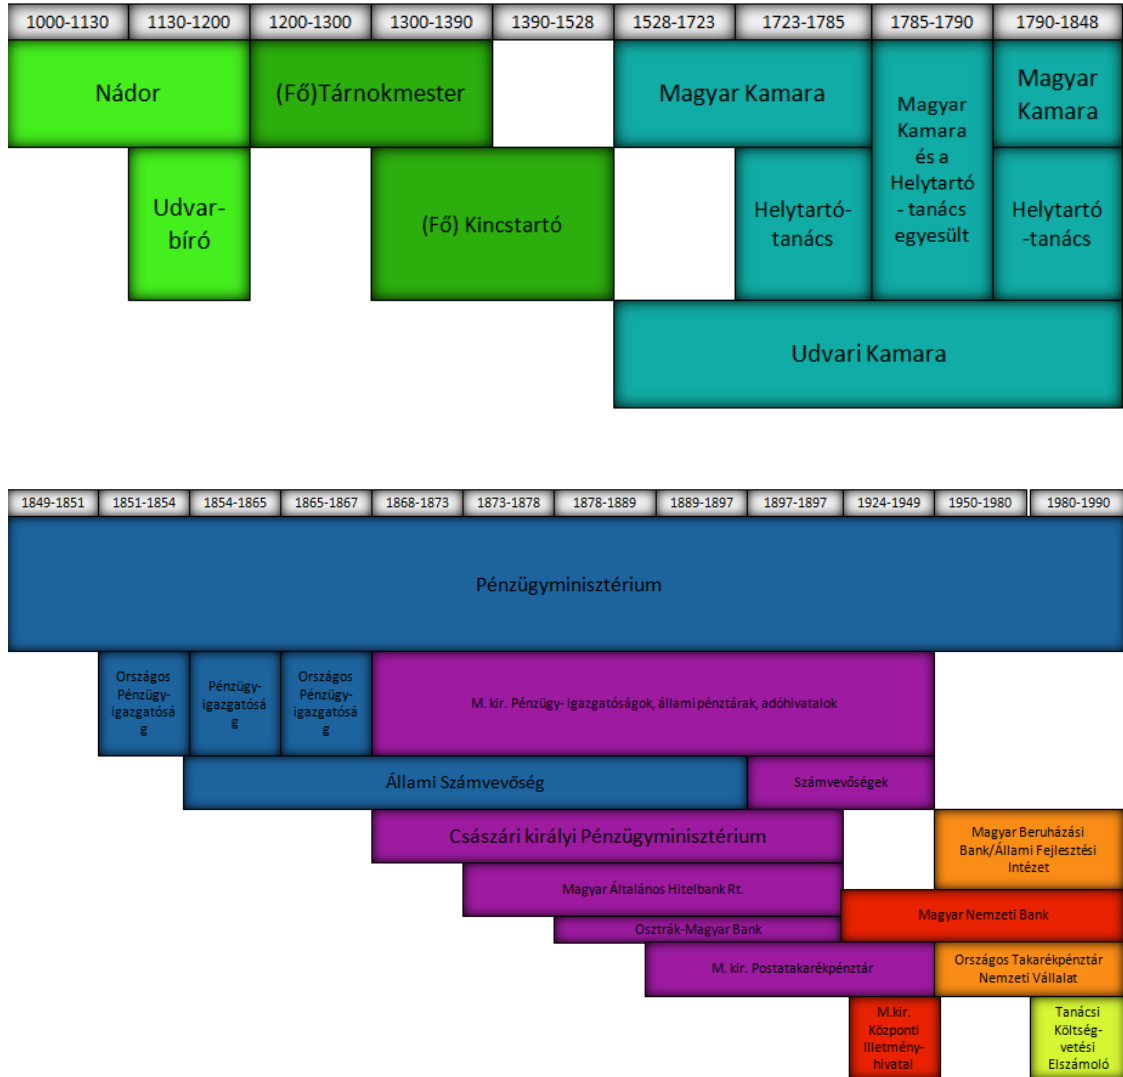 1000-1130 1130-1200 1200-1300 1300-1390 1390-1528 1528-1723 1723-1785 1785-1790 1790-1848
Nádor
(Fő)Tárnokmester
Magyar Kamara
Magyar
Kamara
és a
Helytartó
- tanács
egyesült
Magyar
Kamara
Udvar-
bíró
(Fő) Kincstartó
Helytartó-
tanács
Helytartó
-tanács
Udvari Kamara
1849-1851 1851-1854 1854-1865 1865-1867 1868-1873 1873-1878 1878-1889 1889-1897 1897-1897 1924-1949 1950-1980 1980-1990
Pénzügyminisztérium
Országos
Pénzügy-
igazgatósá
g
Pénzügy-
igazgatósá
g
Országos
Pénzügy-
igazgatósá
g
M. kir. Pénzügy- igazgatóságok, állami pénztárak, adóhivatalok
Állami Számvevőség
Számvevőségek
Császári királyi Pénzügyminisztérium
Magyar Beruházási
Bank/Állami Fejlesztési
Intézet
Magyar Általános Hitelbank Rt.
Magyar Nemzeti Bank
Osztrák-Magyar Bank
M. kir. Postatakarékpénztár
Országos Takarékpénztár
Nemzeti Vállalat
M.kir.
Központi
Illetmény-
hivatal
Tanácsi
Költség-
vetési
Elszámoló